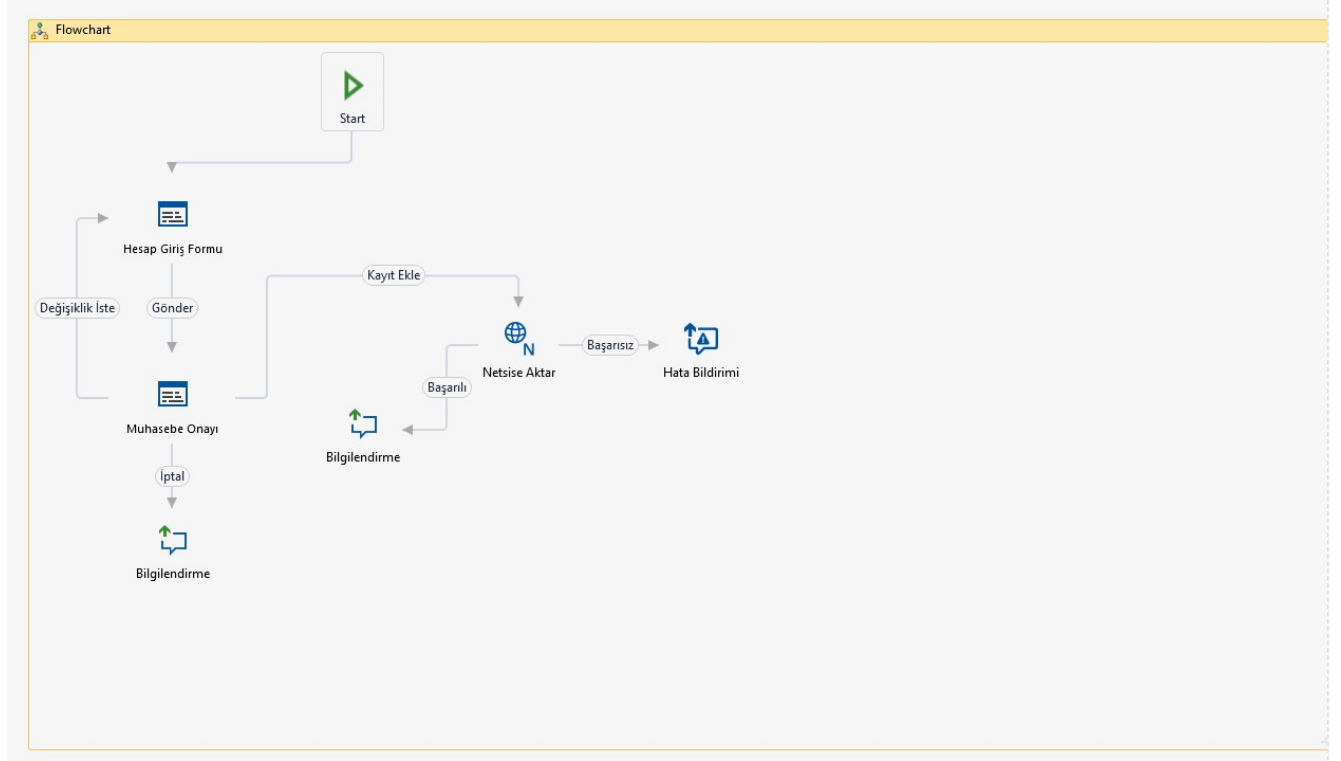 Flowchart
Start
Hesap Giriş Formu
Kayıt Ekle
Değişiklik İste
Gönder
N
Başarısız
Netsise Aktar
Hata Bildirimi
Başarılı
Muhasebe Onayı
Bilgilendirme
İptal
Bilgilendirme